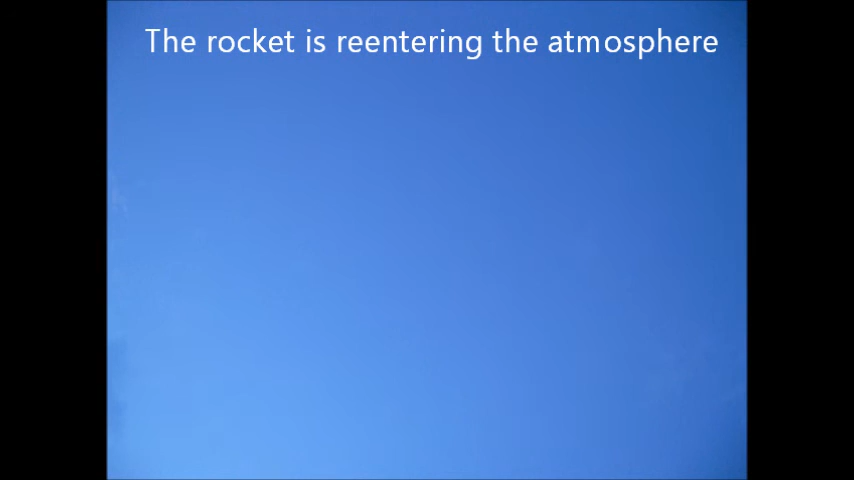 The rocket is reentering the atmosphere